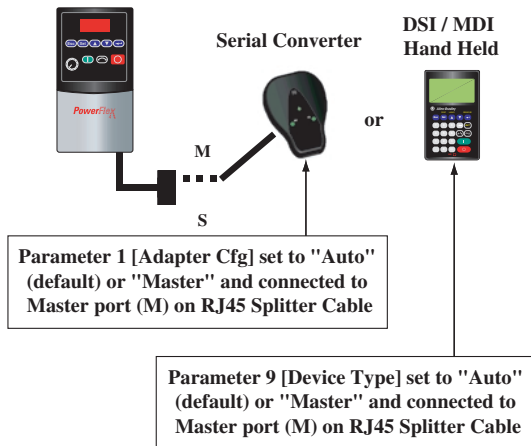 Serial Converter
DSI / MDI
Hand Held
PowerFlex
or
M
S
Parameter 1 [Adapter Cfg] set to "Auto"
(default) or "Master" and connected to
Master port (M) on RJ45 Splitter Cable
Parameter 9 [Device Type] set to "Auto"
(default) or "Master" and connected to
Master port (M) on RJ45 Splitter Cable